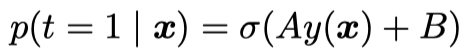 p(t = 1 | x) = σ(Ay(x) + B)